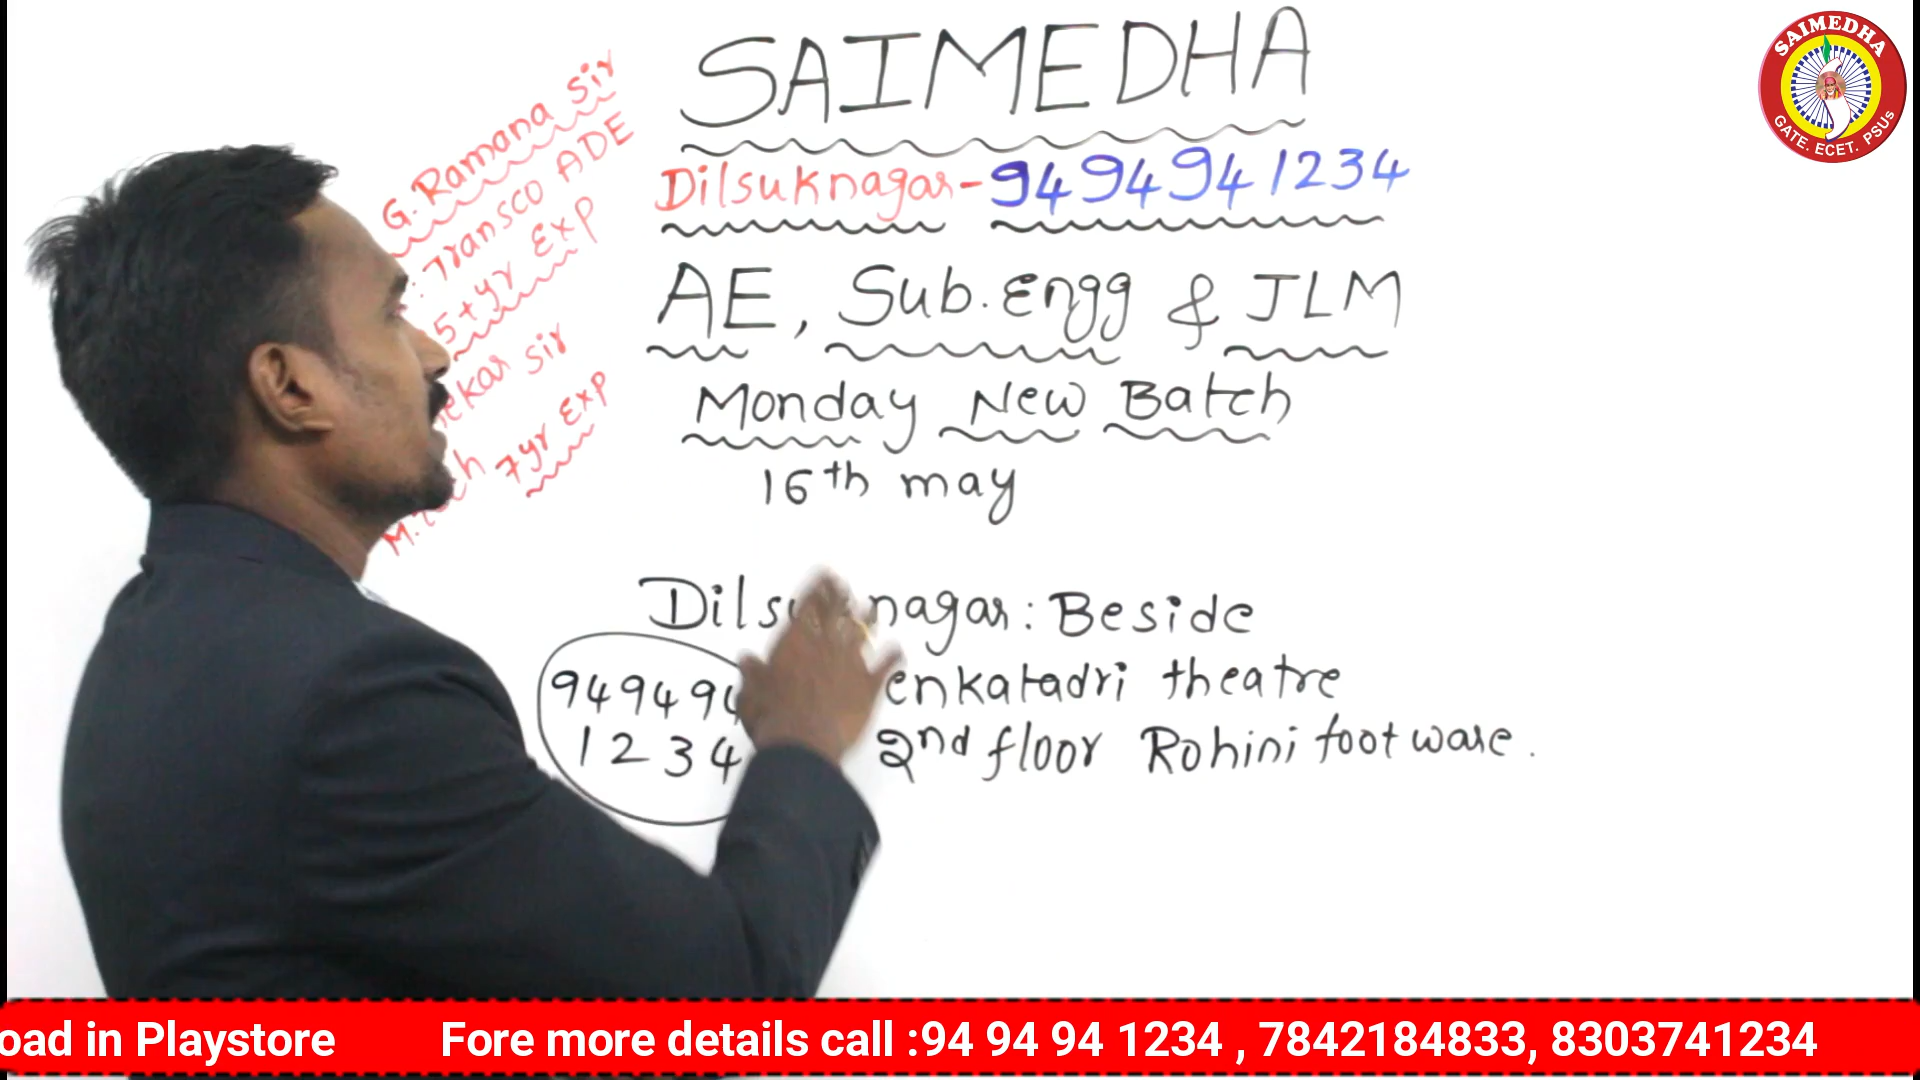 SAIMEDHA
Dilsuknagar - 9494941234
AE, Sub.Engg & JLM
Monday New Batch
16th may
Dilsuknagar: Beside
enkatadri theatre
2nd floor Rohini footware.
949494
1234
G. Ramana Sir
: Transco ADE
5+yr Exp
ekar Sir
7yr Exp
SAIMEDHA
GATE. ECET. PSUs
oad in Playstore Fore more details call :94 94 94 1234 , 7842184833, 8303741234